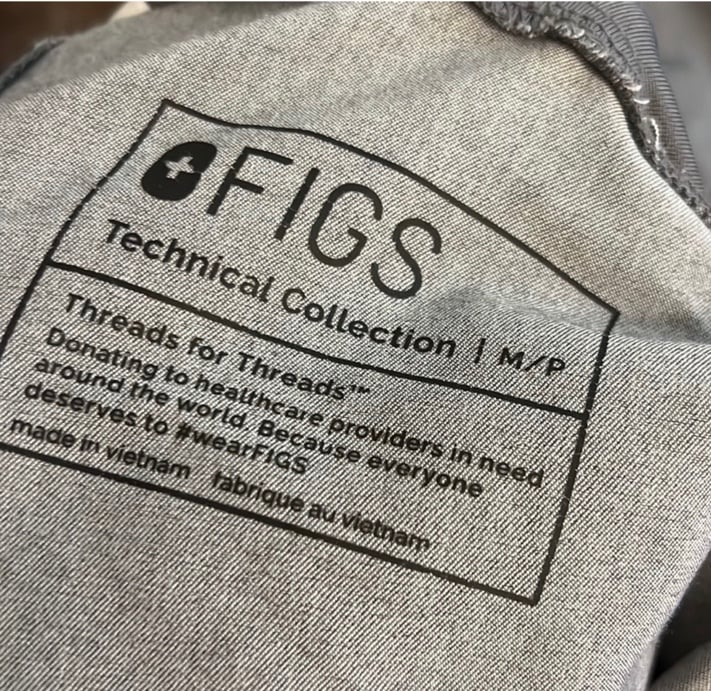 FIGS
Technical Collection | M/P
Threads for Threads™
Donating to healthcare providers in need
around the world. Because everyone
deserves to #wearFIGS
made in vietnam fabrique au vietnam